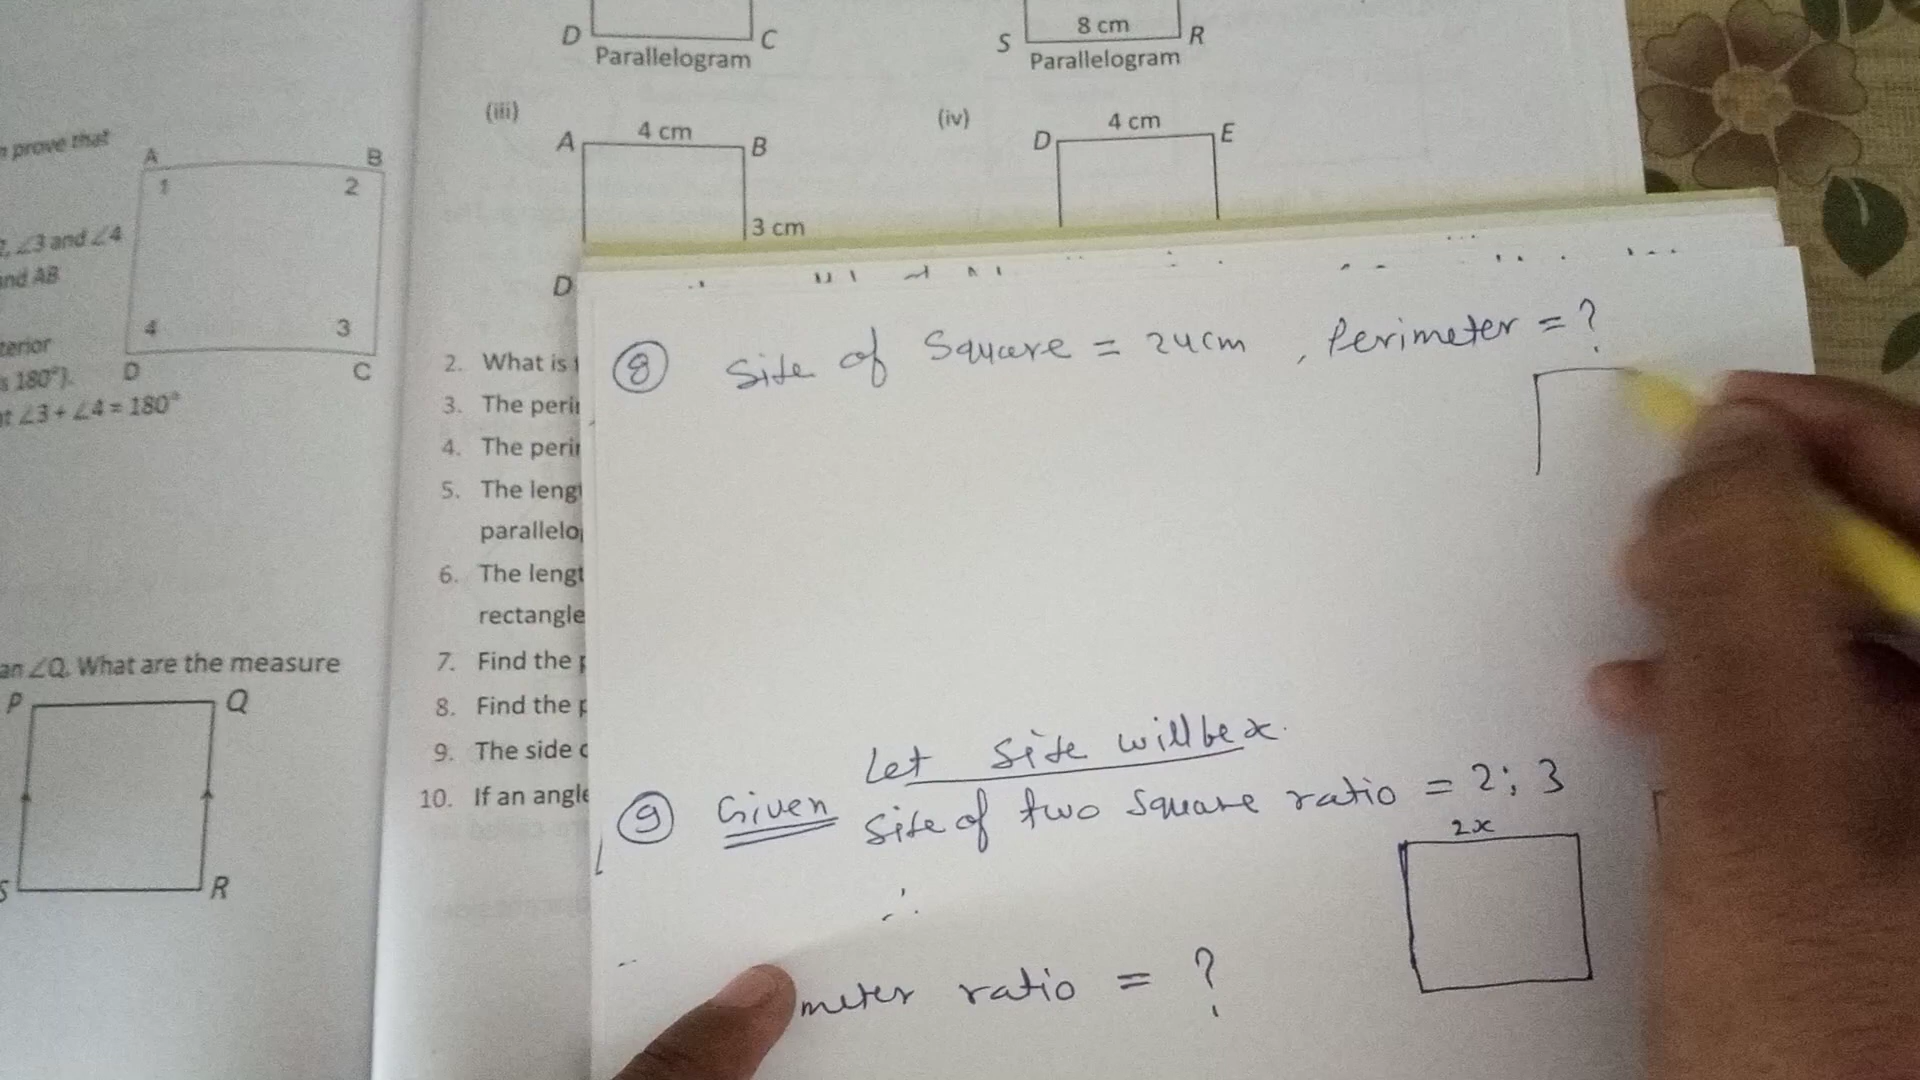 prove that
A
B
1
2
∠3 and ∠4
and AB
4
3
D
C
s 180°).
∠3 + ∠4 = 180°
∠Q. What are the measure
P
Q
S
R
D
C
Parallelogram
8 cm
S
R
Parallelogram
(iii)
A
4 cm
B
3 cm
D
(iv)
D
4 cm
E
2. What is
3. The peri
4. The peri
5. The leng
parallelo
6. The lengt
rectangle
7. Find the
8. Find the
9. The side
10. If an angle
8 Side of Square = 24cm , Perimeter = ?
Let Side will be x.
9 Given Side of two square ratio = 2:3
2x
∴
meter ratio = ?